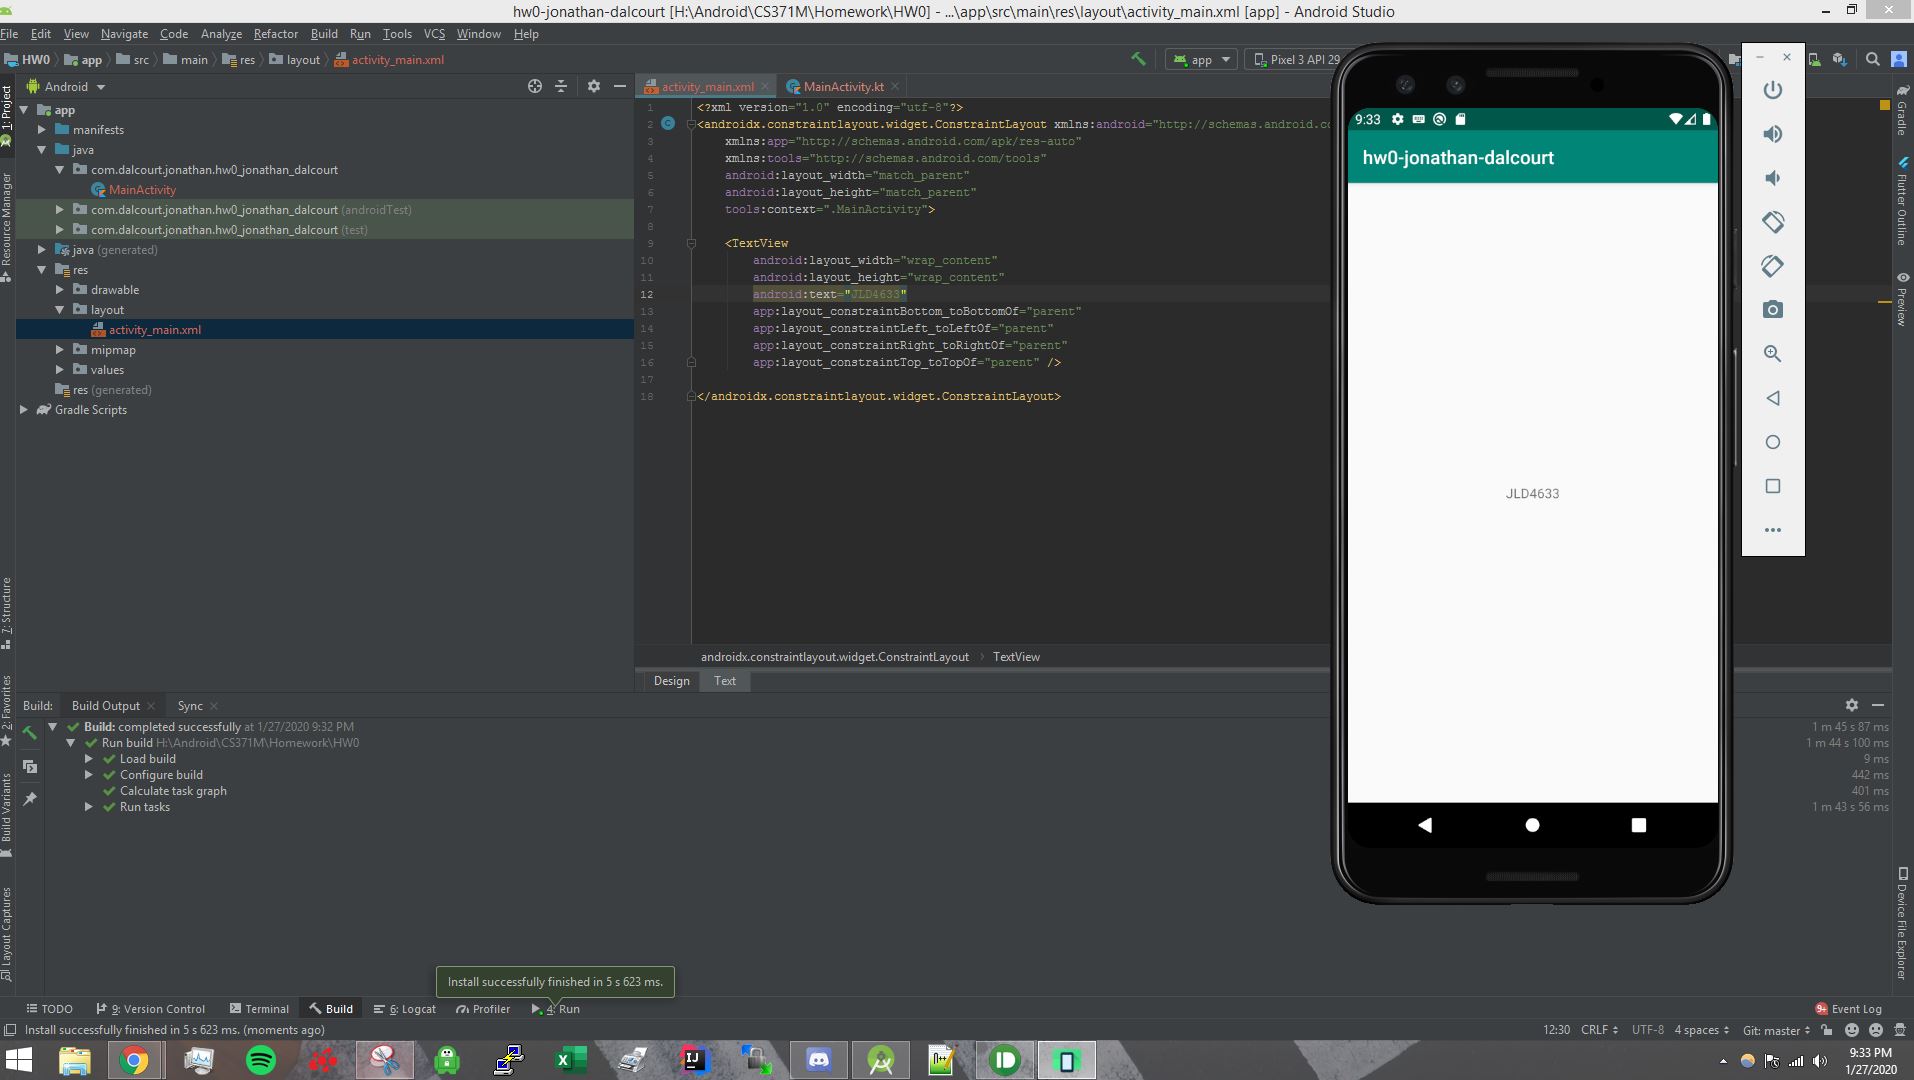 hw0-jonathan-dalcourt [H:\Android\CS371M\Homework\HW0] - ...\app\src\main\res\layout\activity_main.xml [app] - Android Studio
File Edit View Navigate Code Analyze Refactor Build Run Tools VCS Window Help
HW0 app src main res layout activity_main.xml
app Pixel 3 API 29
Android
activity_main.xml MainActivity.kt
1: Project
Resource Manager
7: Structure
2: Favorites
Build Variants
Layout Captures
app
manifests
java
com.dalcourt.jonathan.hw0_jonathan_dalcourt
MainActivity
com.dalcourt.jonathan.hw0_jonathan_dalcourt (androidTest)
com.dalcourt.jonathan.hw0_jonathan_dalcourt (test)
java (generated)
res
drawable
layout
activity_main.xml
mipmap
values
res (generated)
Gradle Scripts
1 <?xml version="1.0" encoding="utf-8"?>
2 <androidx.constraintlayout.widget.ConstraintLayout xmlns:android="http://schemas.android.co
3 xmlns:app="http://schemas.android.com/apk/res-auto"
4 xmlns:tools="http://schemas.android.com/tools"
5 android:layout_width="match_parent"
6 android:layout_height="match_parent"
7 tools:context=".MainActivity">
8
9 <TextView
10 android:layout_width="wrap_content"
11 android:layout_height="wrap_content"
12 android:text="JLD4633"
13 app:layout_constraintBottom_toBottomOf="parent"
14 app:layout_constraintLeft_toLeftOf="parent"
15 app:layout_constraintRight_toRightOf="parent"
16 app:layout_constraintTop_toTopOf="parent" />
17
18 </androidx.constraintlayout.widget.ConstraintLayout>
androidx.constraintlayout.widget.ConstraintLayout TextView
Design Text
9:33
hw0-jonathan-dalcourt
JLD4633
Gradle
Flutter Outline
Preview
Device File Explorer
Build: Build Output Sync
Build: completed successfully at 1/27/2020 9:32 PM 1 m 45 s 87 ms
Run build H:\Android\CS371M\Homework\HW0 1 m 44 s 100 ms
Load build 9 ms
Configure build 442 ms
Calculate task graph 401 ms
Run tasks 1 m 43 s 56 ms
Install successfully finished in 5 s 623 ms.
TODO 9: Version Control Terminal Build 6: Logcat Profiler 4: Run 9+ Event Log
Install successfully finished in 5 s 623 ms. (moments ago) 12:30 CRLF UTF-8 4 spaces Git: master
9:33 PM
1/27/2020